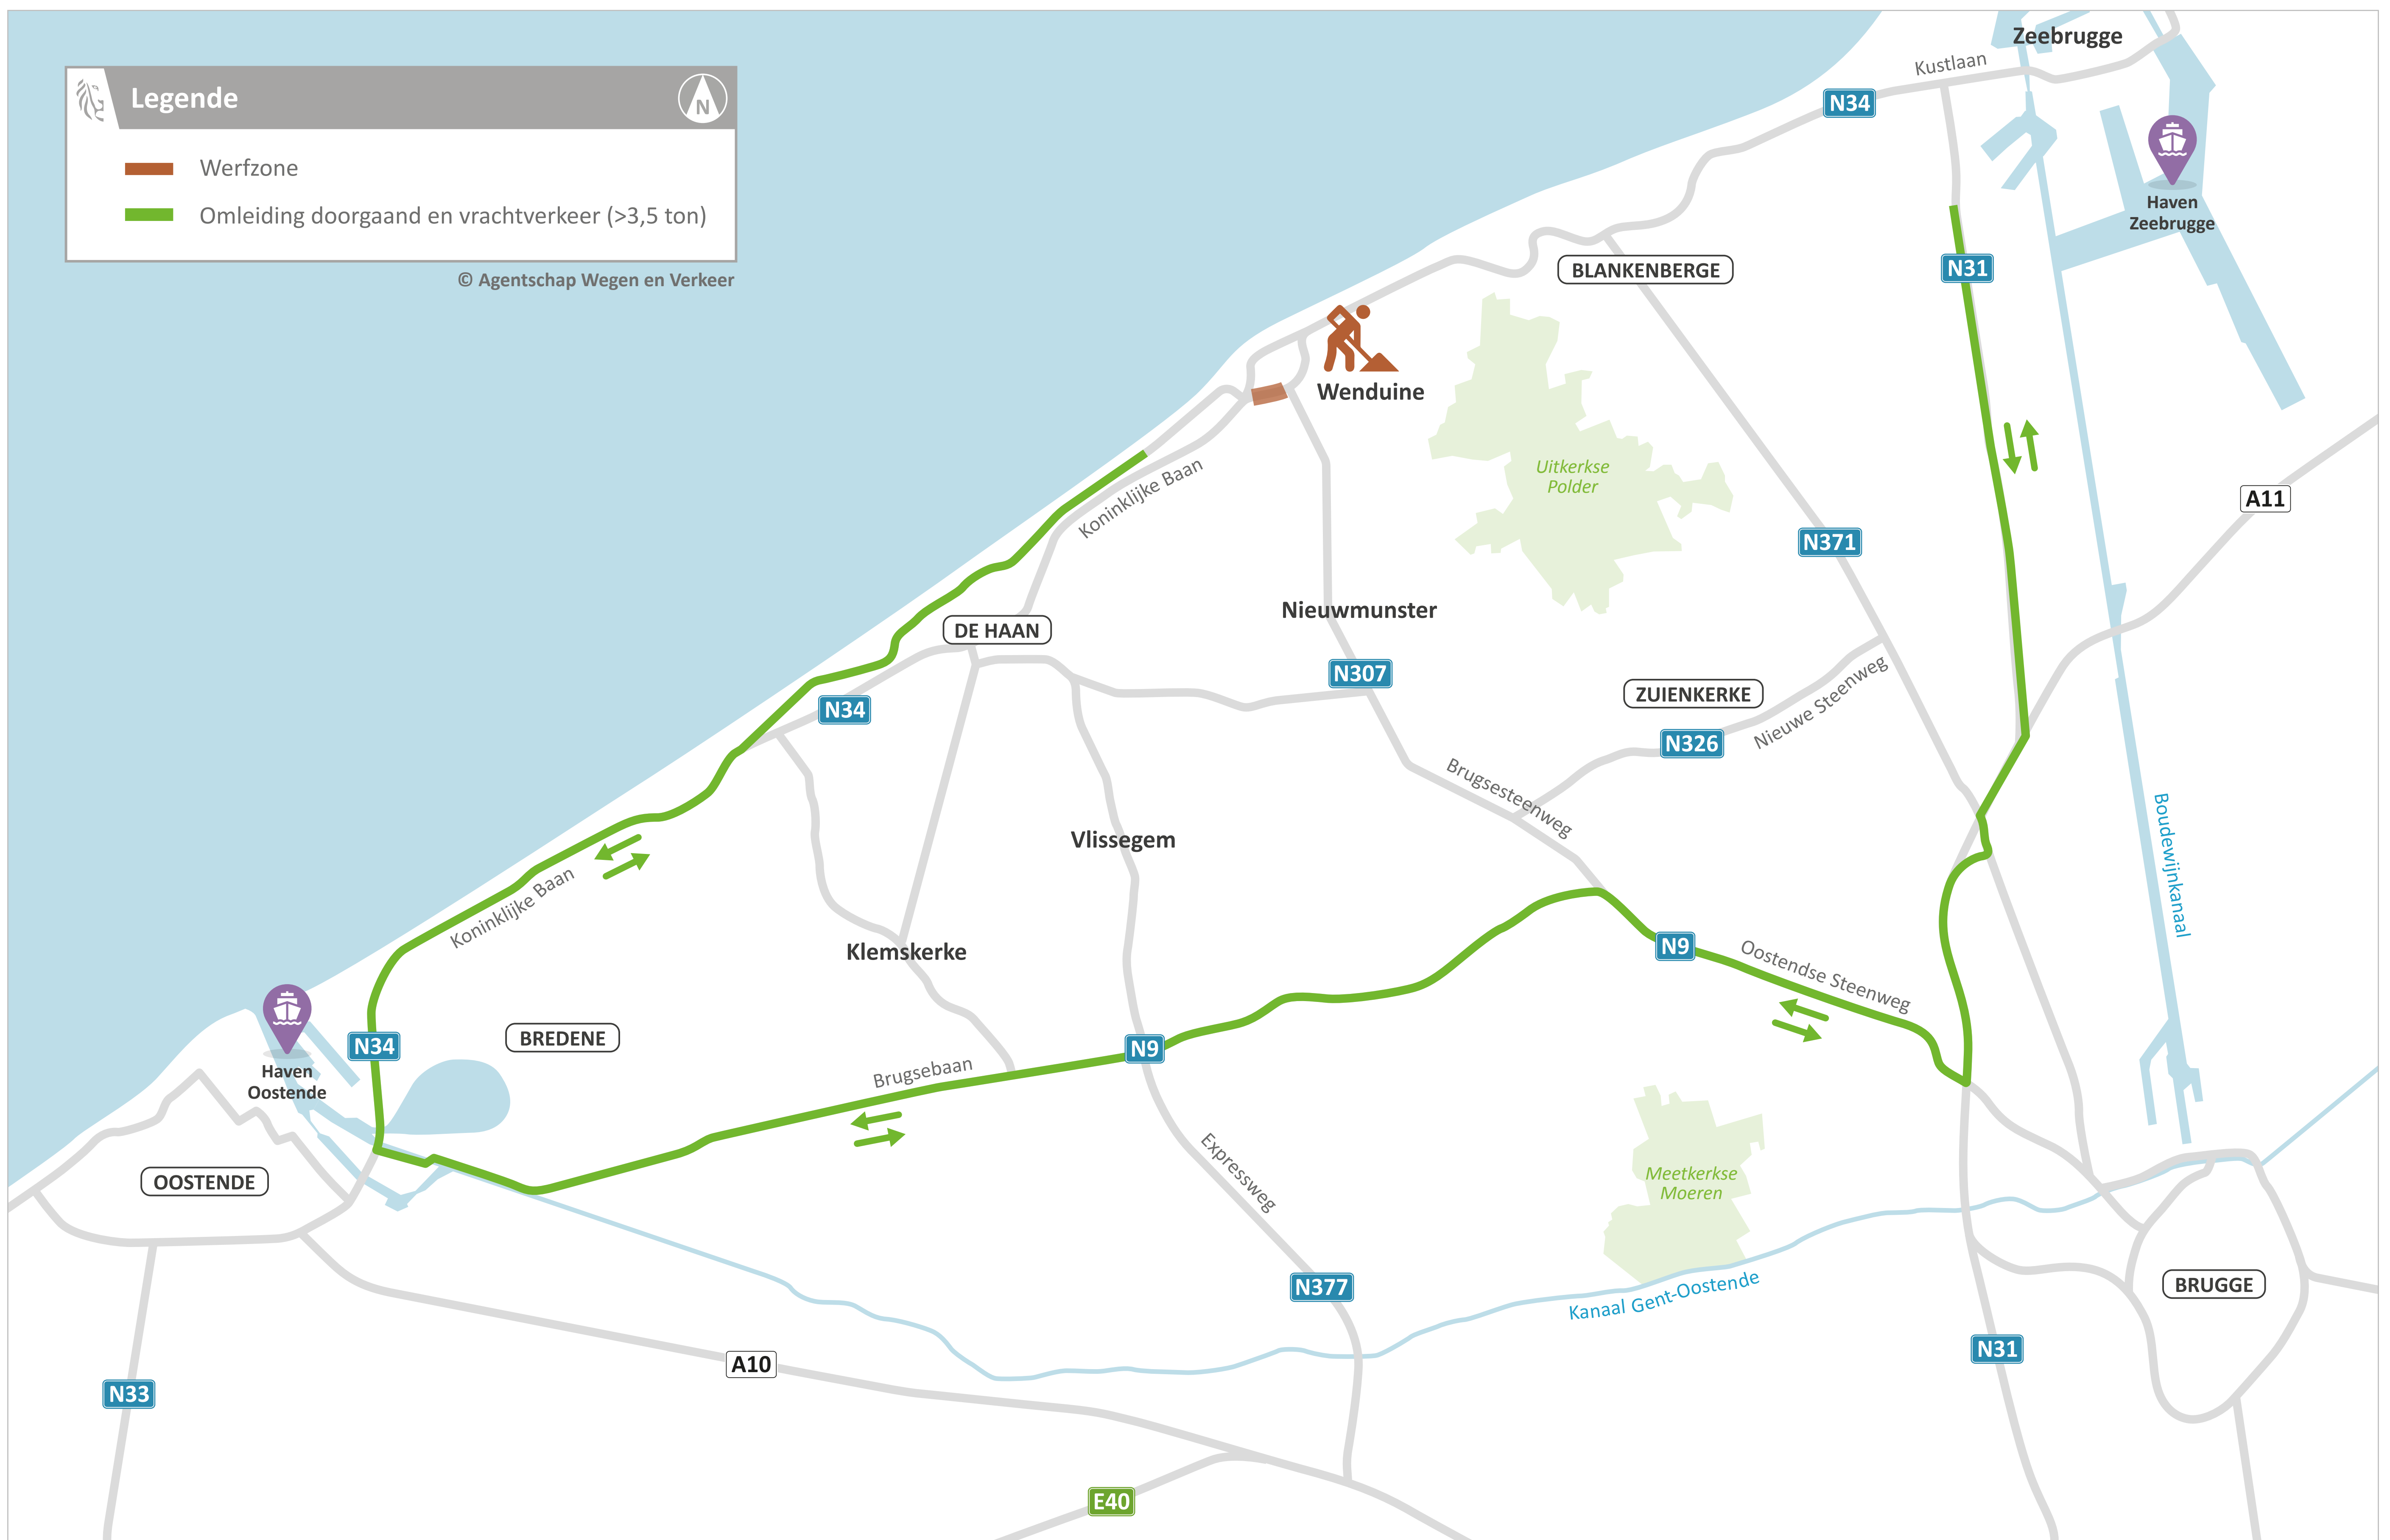 Legende
N
Werfzone
Omleiding doorgaand en vrachtverkeer (>3,5 ton)
© Agentschap Wegen en Verkeer
Zeebrugge
Kustlaan
N34
Haven
Zeebrugge
BLANKENBERGE
N31
Wenduine
Uitkerkse
Polder
Koninklijke Baan
A11
N371
Nieuwmunster
DE HAAN
N307
ZUIENKERKE
Nieuwe Steenweg
N34
N326
Brugsesteenweg
Boudewijnkanaal
Vlissegem
Koninklijke Baan
Klemskerke
N9
Oostendse Steenweg
N34
BREDENE
N9
Haven
Oostende
Brugsebaan
OOSTENDE
Expressweg
Meetkerkse
Moeren
N377
Kanaal Gent-Oostende
BRUGGE
N31
A10
N33
E40